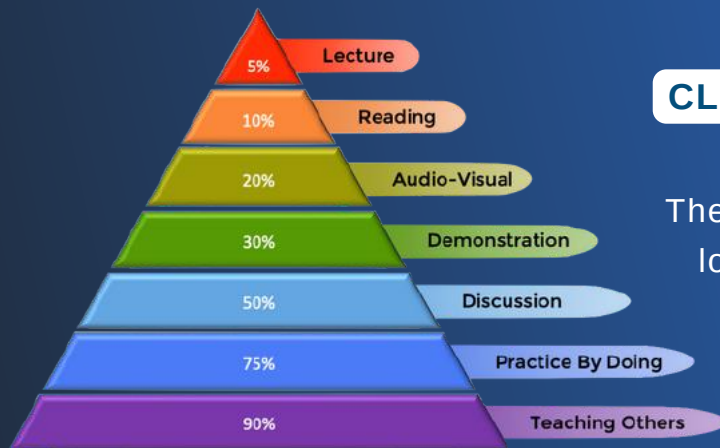 5% Lecture
CL
10% Reading
20% Audio-Visual
The
30% Demonstration
lo
50% Discussion
75% Practice By Doing
90% Teaching Others